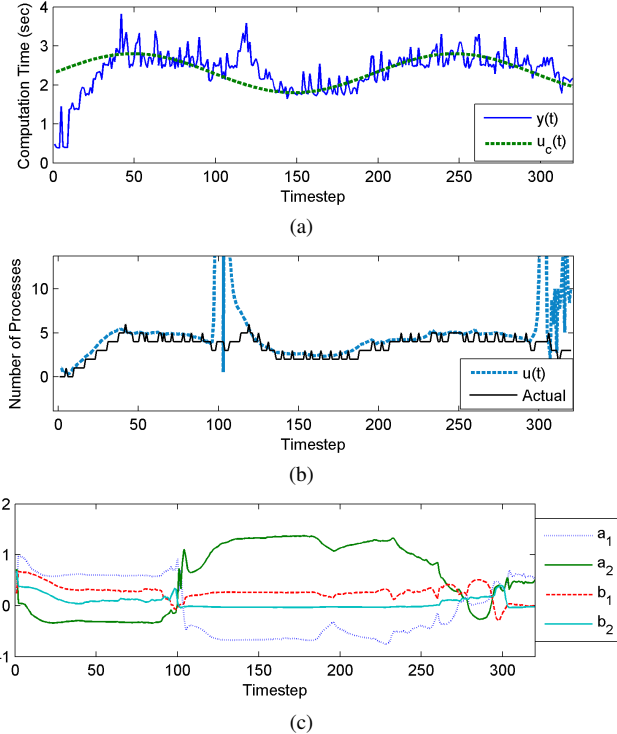 4
3
2
1
0
Computation Time (sec)
0 50 100 150 200 250 300
Timestep
y(t)
u_c(t)
(a)
10
5
0
Number of Processes
0 50 100 150 200 250 300
Timestep
u(t)
Actual
(b)
2
1
0
-1
0 50 100 150 200 250 300
Timestep
a_1
a_2
b_1
b_2
(c)